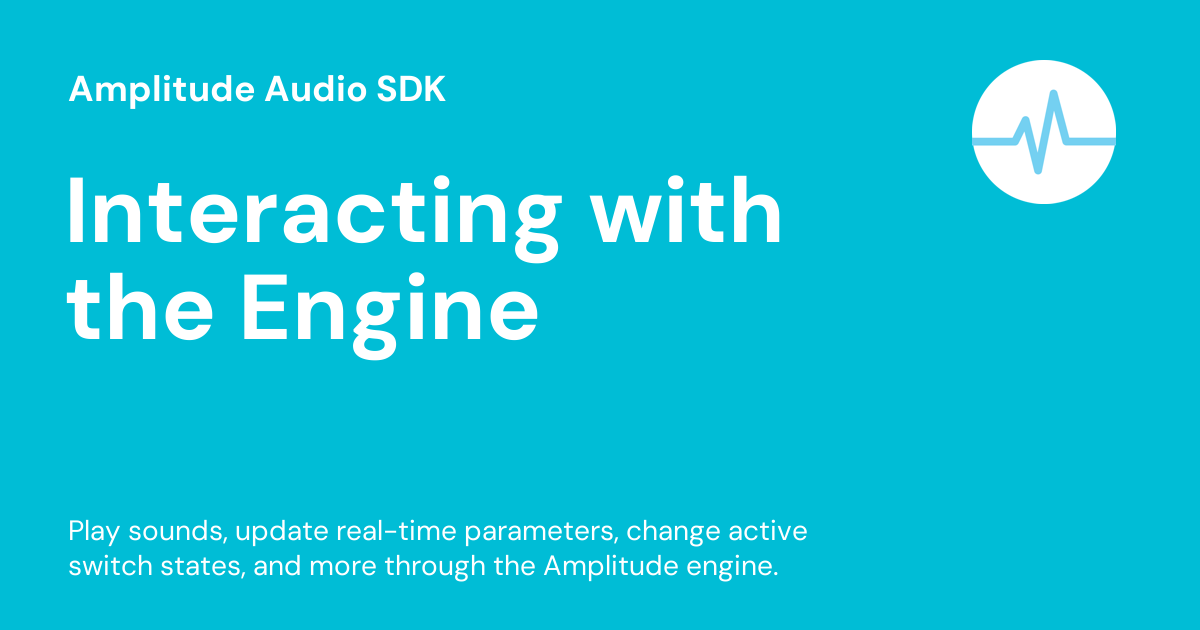 Amplitude Audio SDK
Interacting with
the Engine
Play sounds, update real-time parameters, change active
switch states, and more through the Amplitude engine.